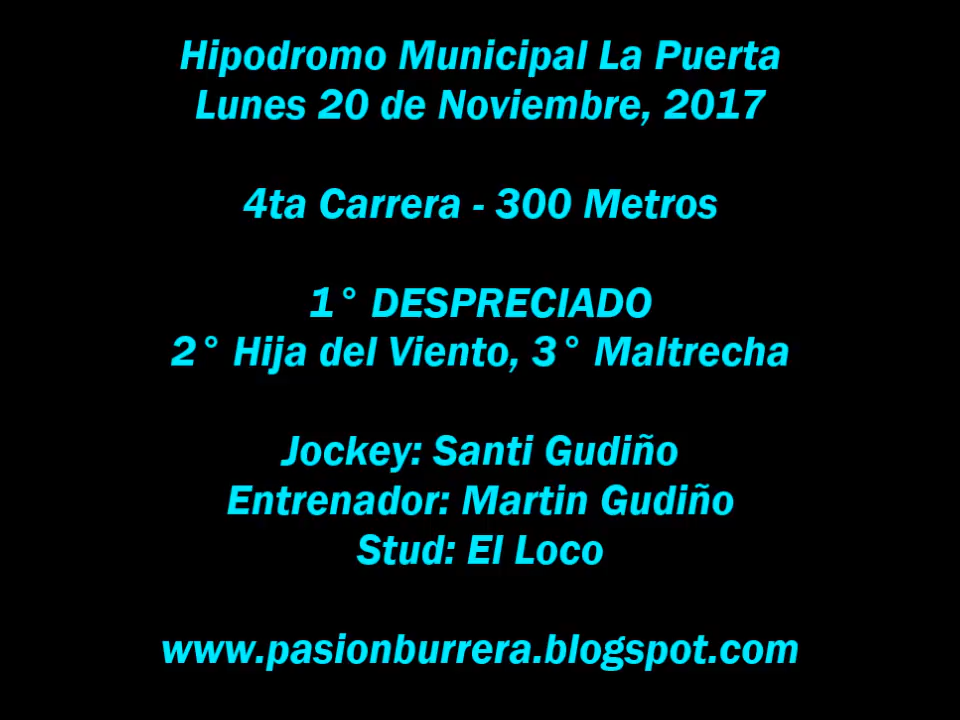 Hipodromo Municipal La Puerta
Lunes 20 de Noviembre, 2017
4ta Carrera - 300 Metros
1° DESPRECIADO
2° Hija del Viento, 3° Maltrecha
Jockey: Santi Gudiño
Entrenador: Martin Gudiño
Stud: El Loco
www.pasionburrera.blogspot.com